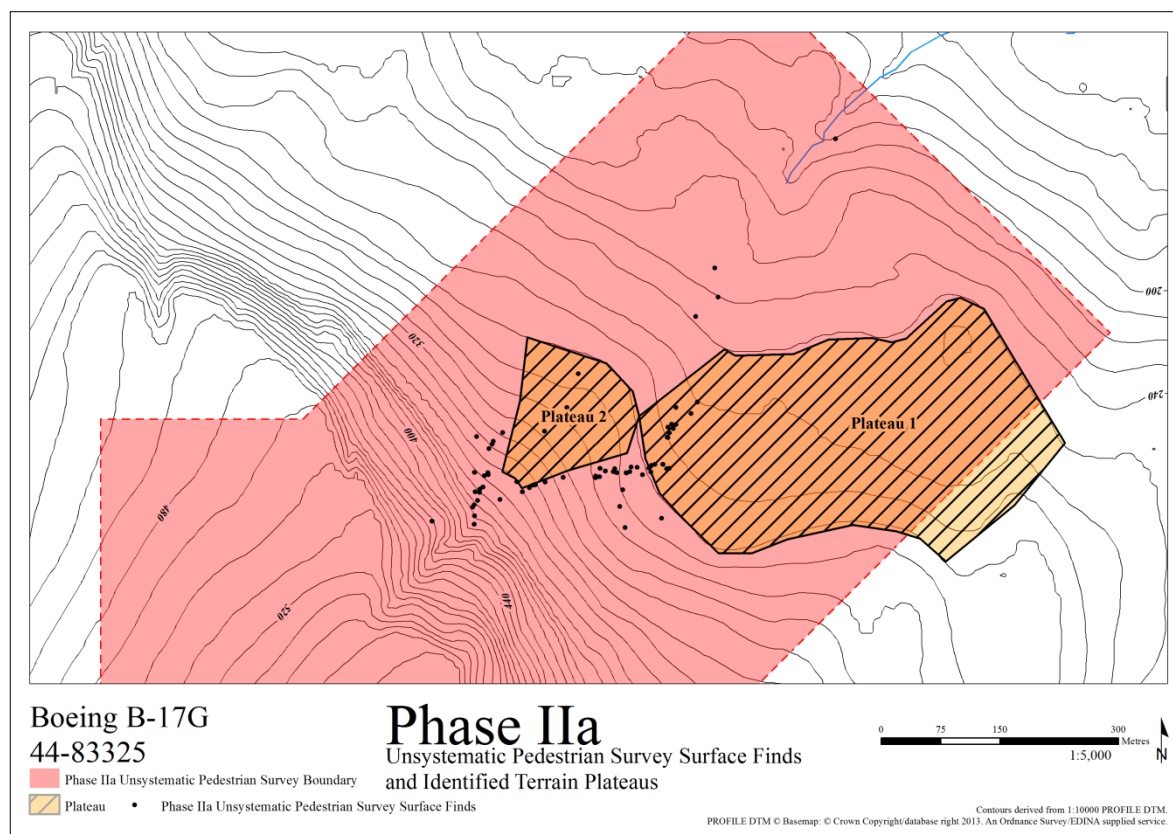 320
200
240
Plateau 2
Plateau 1
400
480
440
520
Boeing B-17G
44-83325
Phase IIa Unsystematic Pedestrian Survey Boundary
Plateau
Phase IIa Unsystematic Pedestrian Survey Surface Finds
Phase IIa
Unsystematic Pedestrian Survey Surface Finds
and Identified Terrain Plateaus
0 75 150 300
Metres
1:5,000
N
Contours derived from 1:10000 PROFILE DTM.
PROFILE DTM © Basemap: © Crown Copyright/database right 2013. An Ordnance Survey/EDINA supplied service.